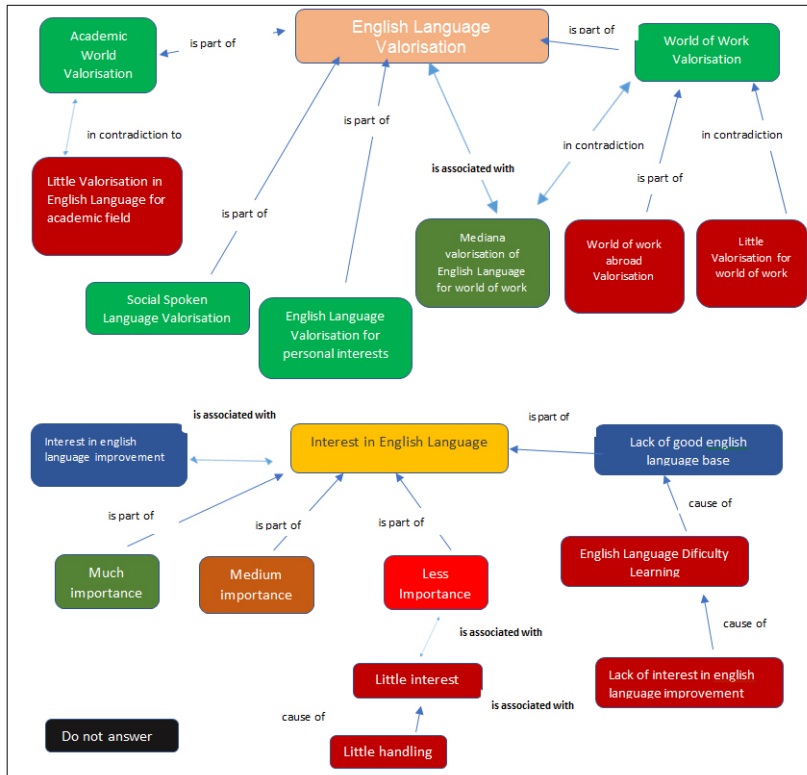 English Language
Valorisation
Academic
World
Valorisation
is part of
is part of
World of Work
Valorisation
is part of
in contradiction to
in contradiction
in contradiction
is associated with
is part of
Little Valorisation in
English Language for
academic field
is part of
Mediana
valorisation of
English Language
for world of work
World of work
abroad
Valorisation
Little
Valorisation for
world of work
Social Spoken
Language Valorisation
English Language
Valorisation for
personal interests
is associated with
is part of
Interest in english
language improvement
Interest in English Language
Lack of good english
language base
is part of
is part of
is part of
cause of
Much
importance
Medium
importance
Less
Importance
English Language Dificulty
Learning
is associated with
cause of
Little interest
Lack of interest in english
language improvement
is associated with
cause of
Do not answer
Little handling